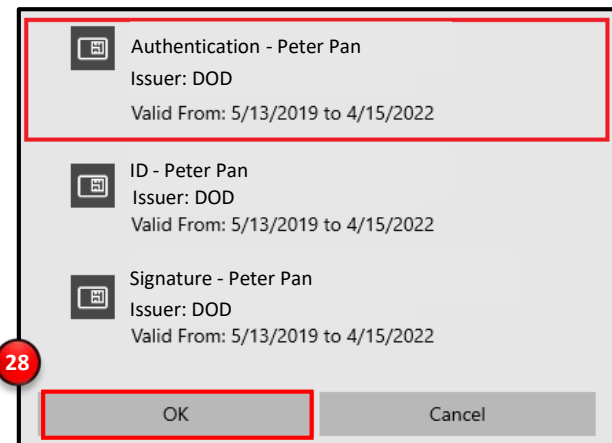 Authentication - Peter Pan
Issuer: DOD
Valid From: 5/13/2019 to 4/15/2022
ID - Peter Pan
Issuer: DOD
Valid From: 5/13/2019 to 4/15/2022
Signature - Peter Pan
Issuer: DOD
Valid From: 5/13/2019 to 4/15/2022
28
OK Cancel